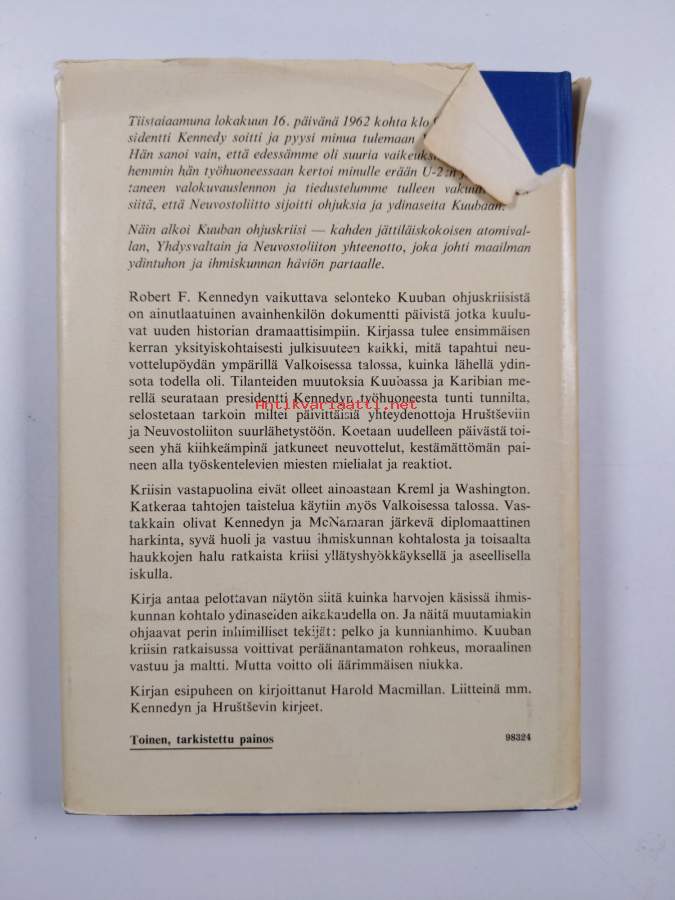 Tiistaiaamuna lokakuun 16. päivänä 1962 kohta klo
sidentti Kennedy soitti ja pyysi minua tulemaan
Hän sanoi vain, että edessämme oli suuria
hemmin hän työhuoneessaan kertoi minulle erään U-2:n
taneen valokuvauslennon ja tiedustelumme tulleen
siitä, että Neuvostoliitto sijoitti ohjuksia ja ydinaseita Kuubaan.
Näin alkoi Kuuban ohjuskriisi — kahden jättiläiskokoisen atomival-
lan, Yhdysvaltain ja Neuvostoliiton yhteenotto, joka johti maailman
ydintuhon ja ihmiskunnan häviön partaalle.
Robert F. Kennedyn vaikuttava selonteko Kuuban ohjuskriisistä
on ainutlaatuinen avainhenkilön dokumentti päivistä jotka kuulu-
vat uuden historian dramaattisimpiin. Kirjassa tulee ensimmäisen
kerran yksityiskohtaisesti julkisuuteen kaikki, mitä tapahtui neu-
vottelupöydän ympärillä Valkoisessa talossa, kuinka lähellä ydin-
sota todella oli. Tilanteiden muutoksia Kuubassa ja Karibian me-
rellä seurataan presidentti Kennedyn työhuoneesta tunti tunnilta,
Antikvariaatti.net
selostetaan tarkoin miltei päivittäisiä yhteydenottoja Hruštševiin
ja Neuvostoliiton suurlähetystöön. Koetaan uudelleen päivästä toi-
seen yhä kiihkeämpinä jatkuneet neuvottelut, kestämättömän pai-
neen alla työskentelevien miesten mielialat ja reaktiot.
Kriisin vastapuolina eivät olleet ainoastaan Kreml ja Washington.
Katkeraa tahtojen taistelua käytiin myös Valkoisessa talossa. Vas-
takkain olivat Kennedyn ja McNamaran järkevä diplomaattinen
harkinta, syvä huoli ja vastuu ihmiskunnan kohtalosta ja toisaalta
haukkojen halu ratkaista kriisi yllätyshyökkäyksellä ja aseellisella
iskulla.
Kirja antaa pelottavan näytön siitä kuinka harvojen käsissä ihmis-
kunnan kohtalo ydinaseiden aikakaudella on. Ja näitä muutamiakin
ohjaavat perin inhimilliset tekijät: pelko ja kunnianhimo. Kuuban
kriisin ratkaisussa voittivat peräänantamaton rohkeus, moraalinen
vastuu ja maltti. Mutta voitto oli äärimmäisen niukka.
Kirjan esipuheen on kirjoittanut Harold Macmillan. Liitteinä mm.
Kennedyn ja Hruštševin kirjeet.
Toinen, tarkistettu painos
98324